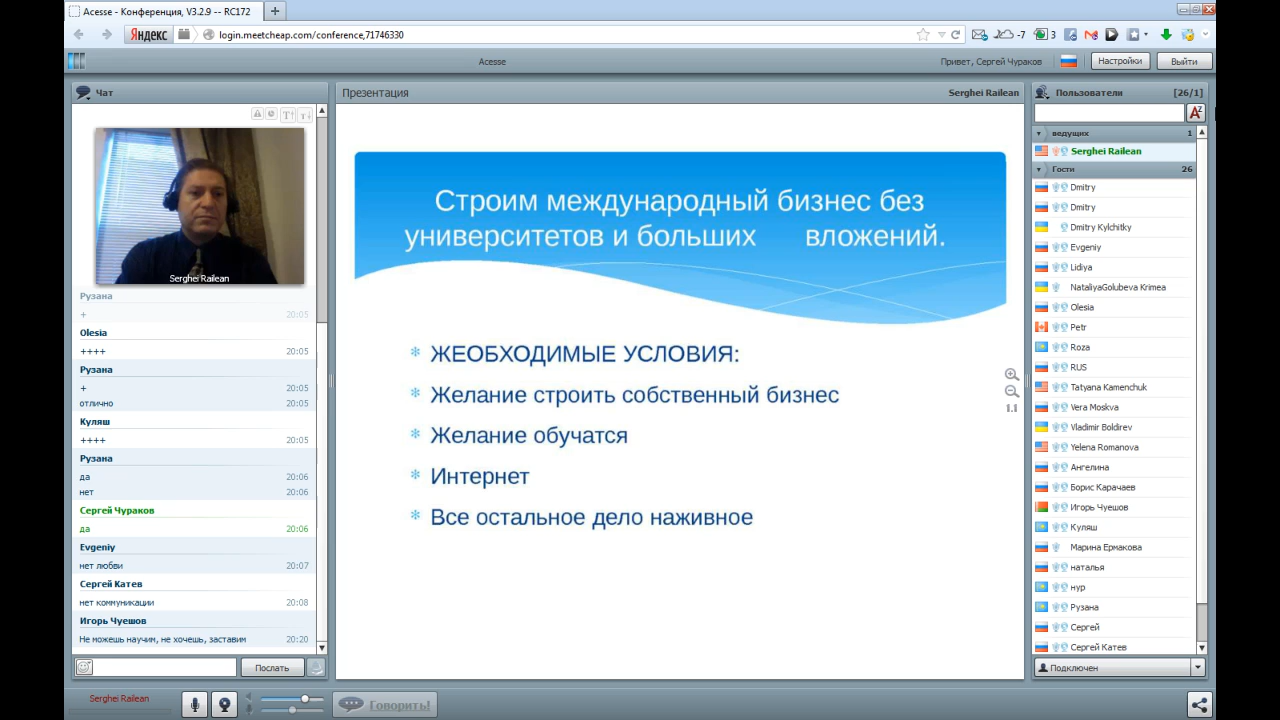 Acesse - Конференция, V3.2.9 -- RC172
Яндекс
login.meetcheap.com/conference,71746330
-7
3
Acesse
Привет, Сергей Чураков
Настройки
Выйти
Чат
Serghei Railean
Рузана
+ 20:05
Olesia
++++ 20:05
Рузана
+ 20:05
отлично 20:05
Куляш
++++ 20:05
Рузана
да 20:06
нет 20:06
Сергей Чураков
да 20:06
Evgeniy
нет любви 20:07
Сергей Катев
нет коммуникации 20:08
Игорь Чуешов
Не можешь научим, не хочешь, заставим 20:20
Послать
Serghei Railean
Говорить!
Презентация
Serghei Railean
Строим международный бизнес без
университетов и больших вложений.
ЖЕОБХОДИМЫЕ УСЛОВИЯ:
Желание строить собственный бизнес
Желание обучатся
Интернет
Все остальное дело наживное
1.1
Пользователи [26/1]
ведущих 1
Serghei Railean
Гости 26
Dmitry
Dmitry
Dmitry Kylchitky
Evgeniy
Lidiya
NataliyaGolubeva Krimea
Olesia
Petr
Roza
RUS
Tatyana Kamenchuk
Vera Moskva
Vladimir Boldirev
Yelena Romanova
Ангелина
Борис Карачаев
Игорь Чуешов
Куляш
Марина Ермакова
наталья
нур
Рузана
Сергей
Сергей Катев
Подключен